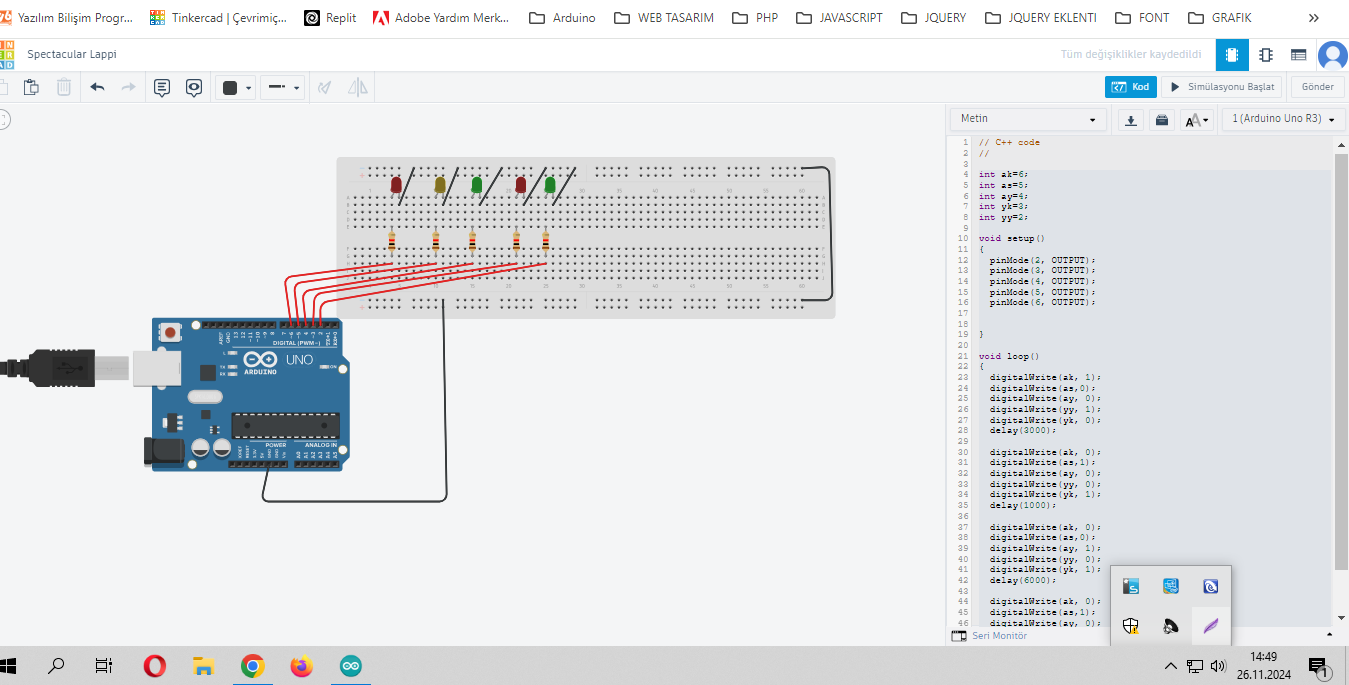 Yazılım Bilişim Progr... Tinkercad | Çevrimiç... Replit Adobe Yardım Merk... Arduino WEB TASARIM PHP JAVASCRIPT JQUERY JQUERY EKLENTI FONT GRAFIK »
Spectacular Lappi
Tüm değişiklikler kaydedildi
Kod Simülasyonu Başlat Gönder
Metin
1 (Arduino Uno R3)
1 // C++ code
2 //
3
4 int ak=6;
5 int as=5;
6 int ay=4;
7 int yk=3;
8 int yy=2;
9
10 void setup()
11 {
12 pinMode(2, OUTPUT);
13 pinMode(3, OUTPUT);
14 pinMode(4, OUTPUT);
15 pinMode(5, OUTPUT);
16 pinMode(6, OUTPUT);
17
18
19 }
20
21 void loop()
22 {
23 digitalWrite(ak, 1);
24 digitalWrite(as,0);
25 digitalWrite(ay, 0);
26 digitalWrite(yy, 1);
27 digitalWrite(yk, 0);
28 delay(3000);
29
30 digitalWrite(ak, 0);
31 digitalWrite(as,1);
32 digitalWrite(ay, 0);
33 digitalWrite(yy, 0);
34 digitalWrite(yk, 1);
35 delay(1000);
36
37 digitalWrite(ak, 0);
38 digitalWrite(as,0);
39 digitalWrite(ay, 1);
40 digitalWrite(yy, 0);
41 digitalWrite(yk, 1);
42 delay(6000);
43
44 digitalWrite(ak, 0);
45 digitalWrite(as,1);
46 digitalWrite(ay, 0);
Seri Monitör
DIGITAL (PWM~)
UNO
ARDUINO
ON
POWER ANALOG IN
14:49
26.11.2024
1